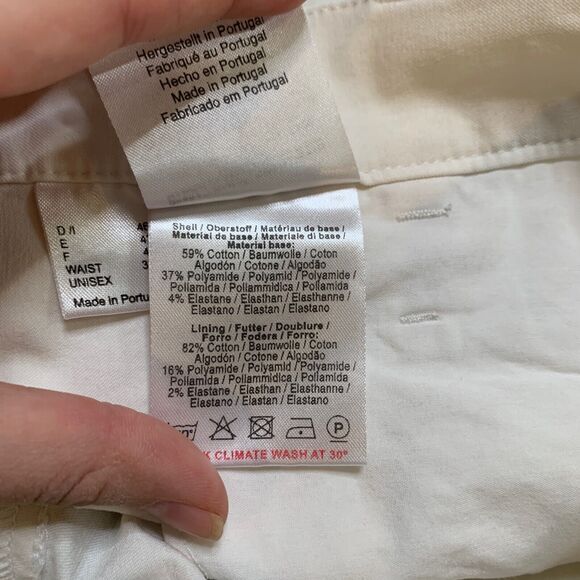 Hergestellt in Portugal
Fabriqué au Portugal
Hecho en Portugal
Made in Portugal
Fabricado em Portugal
D/I
E
F
WAIST
UNISEX
Made in Portu
Shell / Oberstoff / Matériau de base /
Material da base / Materiale di base /
Material base:
59% Cotton / Baumwolle / Coton
Algodón / Cotone / Algodão
37% Polyamide / Polyamid / Polyamide /
Poliamida / Poliammidica / Poliamida
4% Elastane / Elasthan / Elasthanne /
Elastano / Elastan / Elastano
Lining / Futter / Doublure /
Forro / Fodera / Forro:
82% Cotton / Baumwolle / Coton
Algodón / Cotone / Algodão
16% Polyamide / Polyamid / Polyamide /
Poliamida / Poliammidica / Poliamida
2% Elastane / Elasthan / Elasthanne /
Elastano / Elastan / Elastano
P
K CLIMATE WASH AT 30°